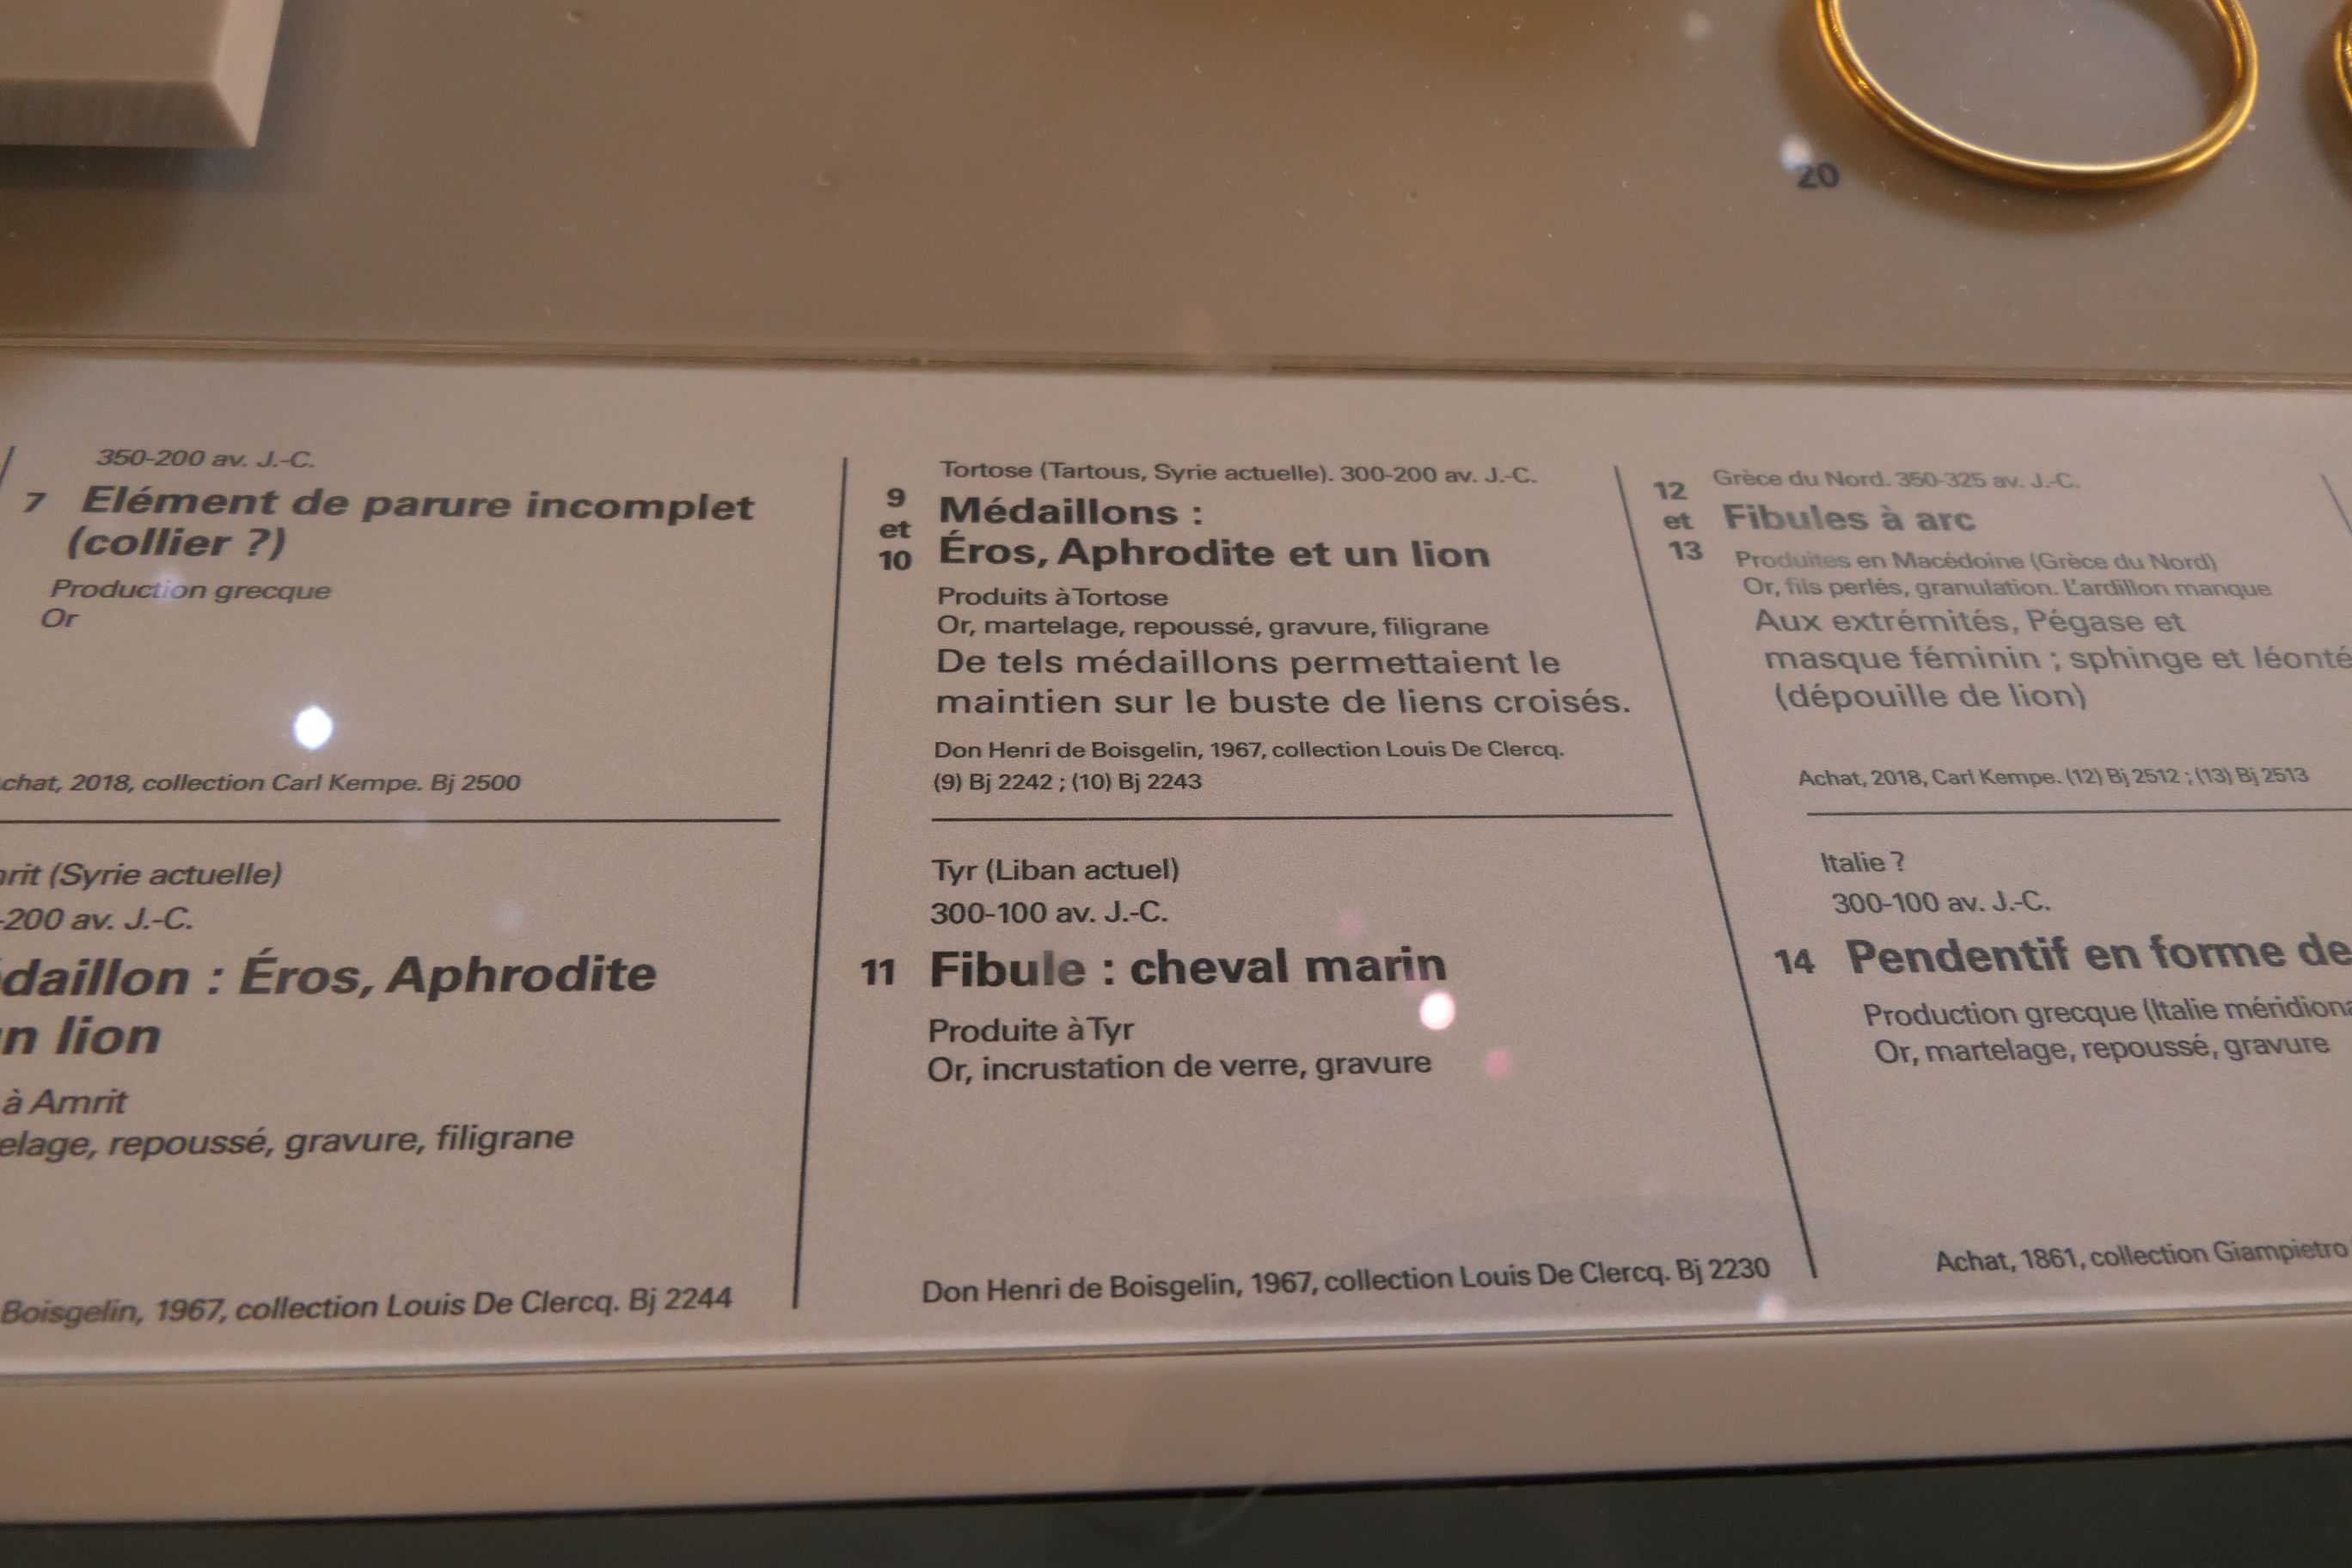 20
350-200 av. J.-C.
7 Elément de parure incomplet
(collier ?)
Production grecque
Or
2018, collection Carl Kempe. Bj 2500
(Syrie actuelle)
-200 av. J.-C.
: Éros, Aphrodite
lion
à Amrit
repoussé, gravure, filigrane
Boisgelin, 1967, collection Louis De Clercq. Bj 2244
Tortose (Tartous, Syrie actuelle). 300-200 av. J.-C.
9 et 10 Médaillons :
Éros, Aphrodite et un lion
Produits à Tortose
Or, martelage, repoussé, gravure, filigrane
De tels médaillons permettaient le
maintien sur le buste de liens croisés.
Don Henri de Boisgelin, 1967, collection Louis De Clercq.
(9) Bj 2242 ; (10) Bj 2243
Tyr (Liban actuel)
300-100 av. J.-C.
11 Fibule : cheval marin
Produite à Tyr
Or, incrustation de verre, gravure
Don Henri de Boisgelin, 1967, collection Louis De Clercq. Bj 2230
Grèce du Nord. 350-325 av. J.-C.
12 et 13 Fibules à arc
Produites en Macédoine (Grèce du Nord)
Or, fils perlés, granulation. L'ardillon manque
Aux extrémités, Pégase et
masque féminin ; sphinge et léonté
(dépouille de lion)
Achat, 2018, Carl Kempe. (12) Bj 2512 ; (13) Bj 2513
Italie ?
300-100 av. J.-C.
14 Pendentif en forme de
Production grecque (Italie
Or, martelage, repoussé, gravure
Achat, 1861, collection Giampietro